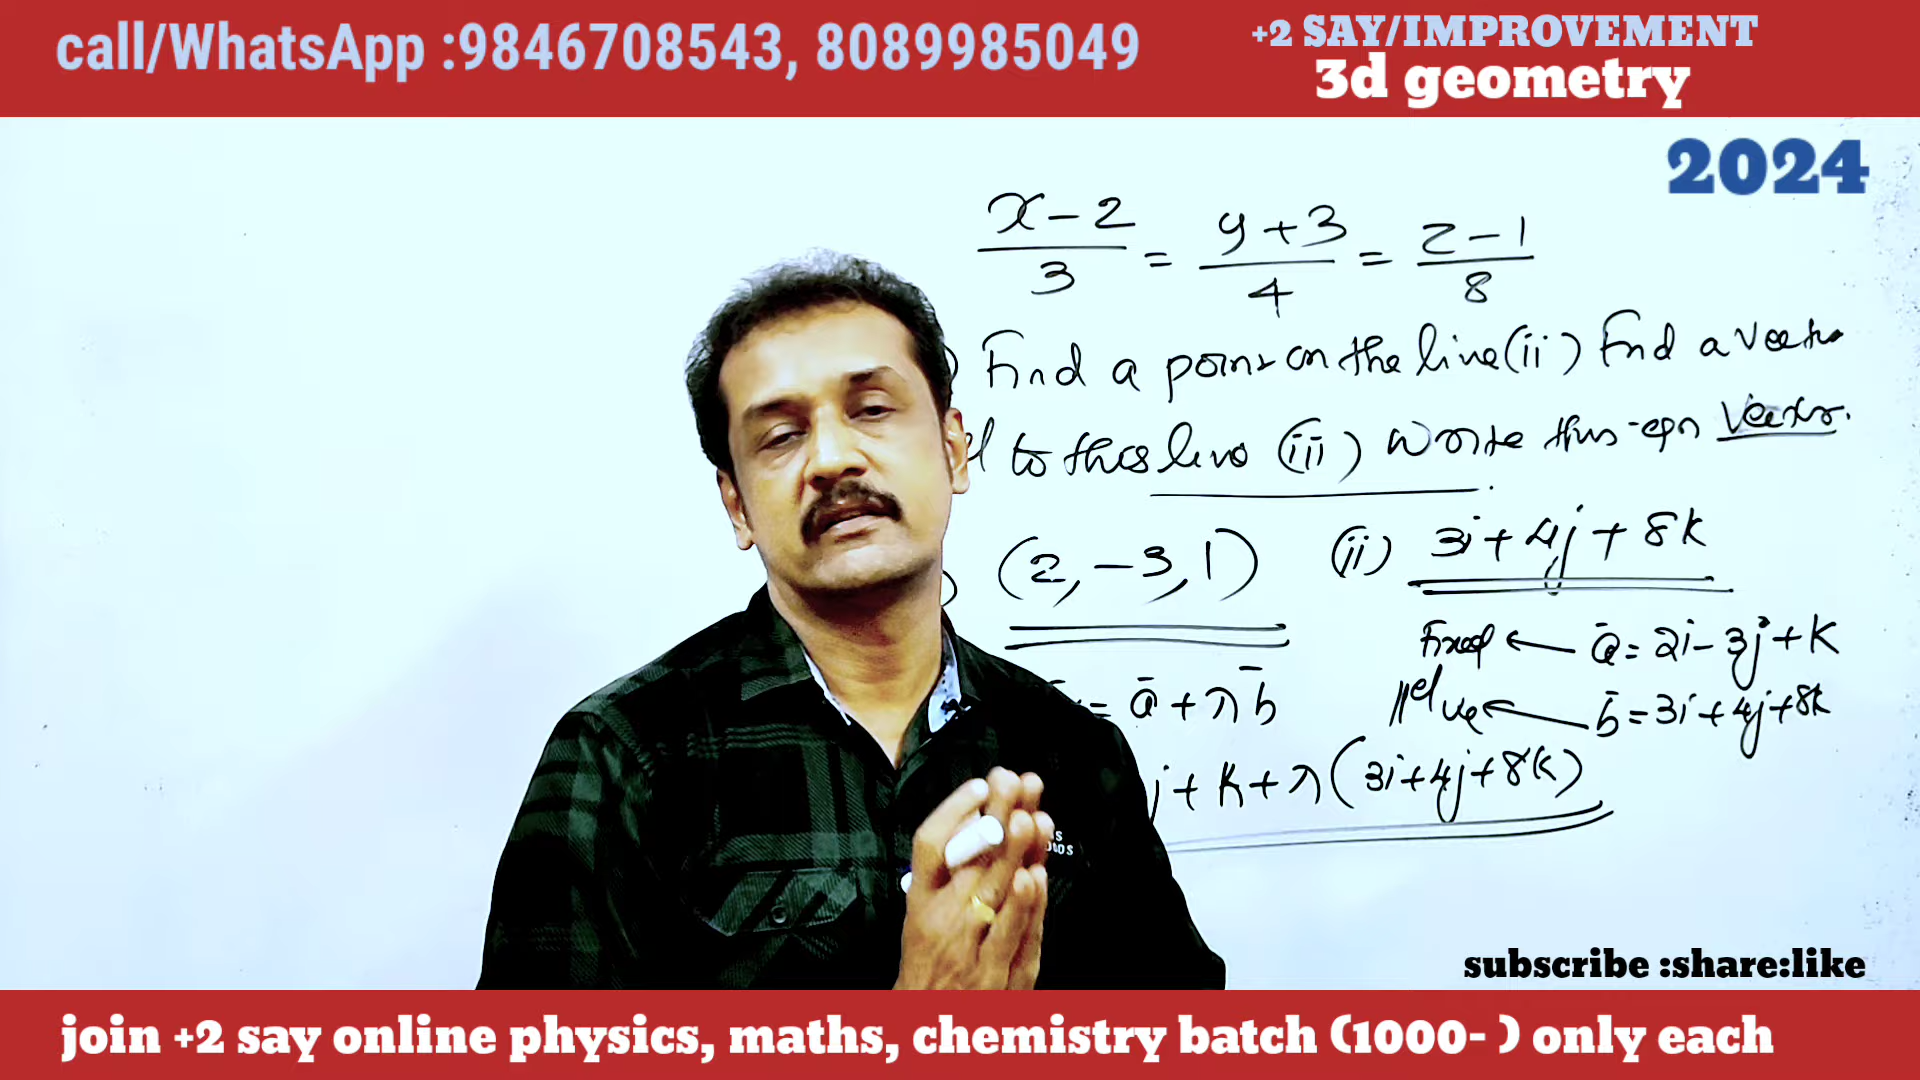 call/WhatsApp :9846708543, 8089985049
+2 SAY/IMPROVEMENT
3d geometry
2024
x-2/3 = y+3/4 = z-1/8
) Find a point on the line (ii) Find a vector
to this line (iii) Write this eqn Vector.
) (2, -3, 1) (ii) 3i+4j+8k
Fixed ← a̅ = 2i-3j+k
= a̅ + λb̅ ||el ← b̅ = 3i+4j+8k
j+k+λ(3i+4j+8k)
subscribe :share:like
join +2 say online physics, maths, chemistry batch (1000- ) only each